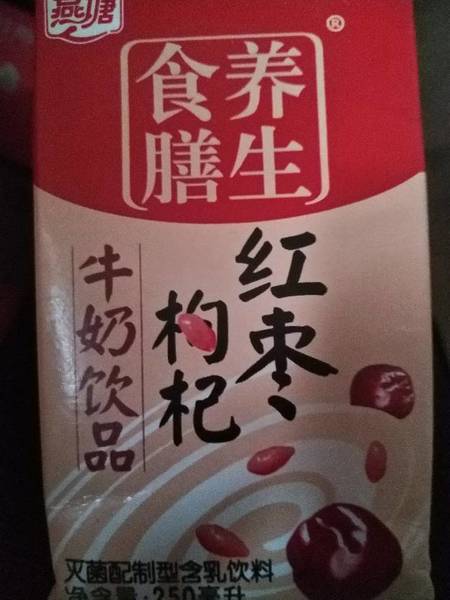 燕塘
®
养生
食膳
红枣
枸杞
牛奶饮品
灭菌配制型含乳饮料
净含量:250毫升